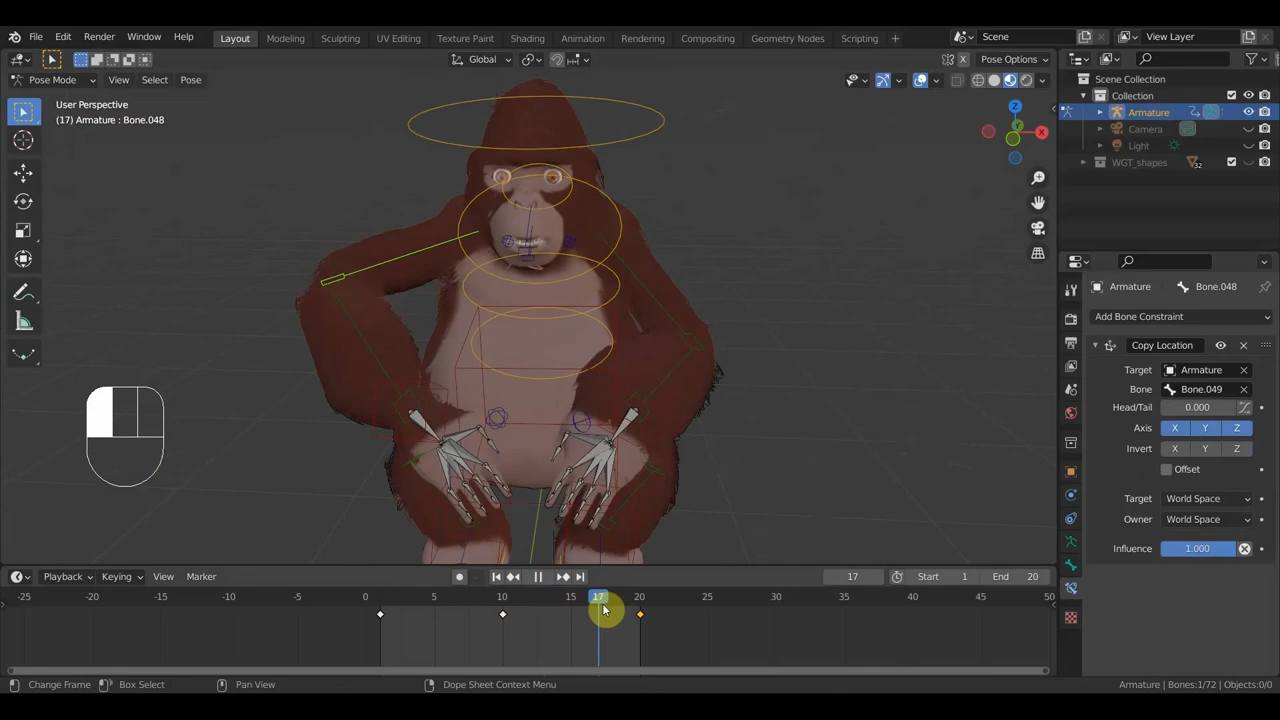 File Edit Render Window Help Layout Modeling Sculpting UV Editing Texture Paint Shading Animation Rendering Compositing Geometry Nodes Scripting + Scene View Layer
Global X Pose Options
Pose Mode View Select Pose
User Perspective
(17) Armature : Bone.048
Z
Y
X
Scene Collection
Collection
Armature
Camera
Light
WGT_shapes 32
Armature Bone.048
Add Bone Constraint
Copy Location
Target Armature
Bone Bone.049
Head/Tail 0.000
Axis X Y Z
Invert X Y Z
Offset
Target World Space
Owner World Space
Influence 1.000
Playback Keying View Marker 17 Start 1 End 20
-25 -20 -15 -10 -5 0 5 10 15 17 20 25 30 35 40 45 50
Change Frame Box Select Pan View Dope Sheet Context Menu Armature | Bones:1/72 | Objects:0/0